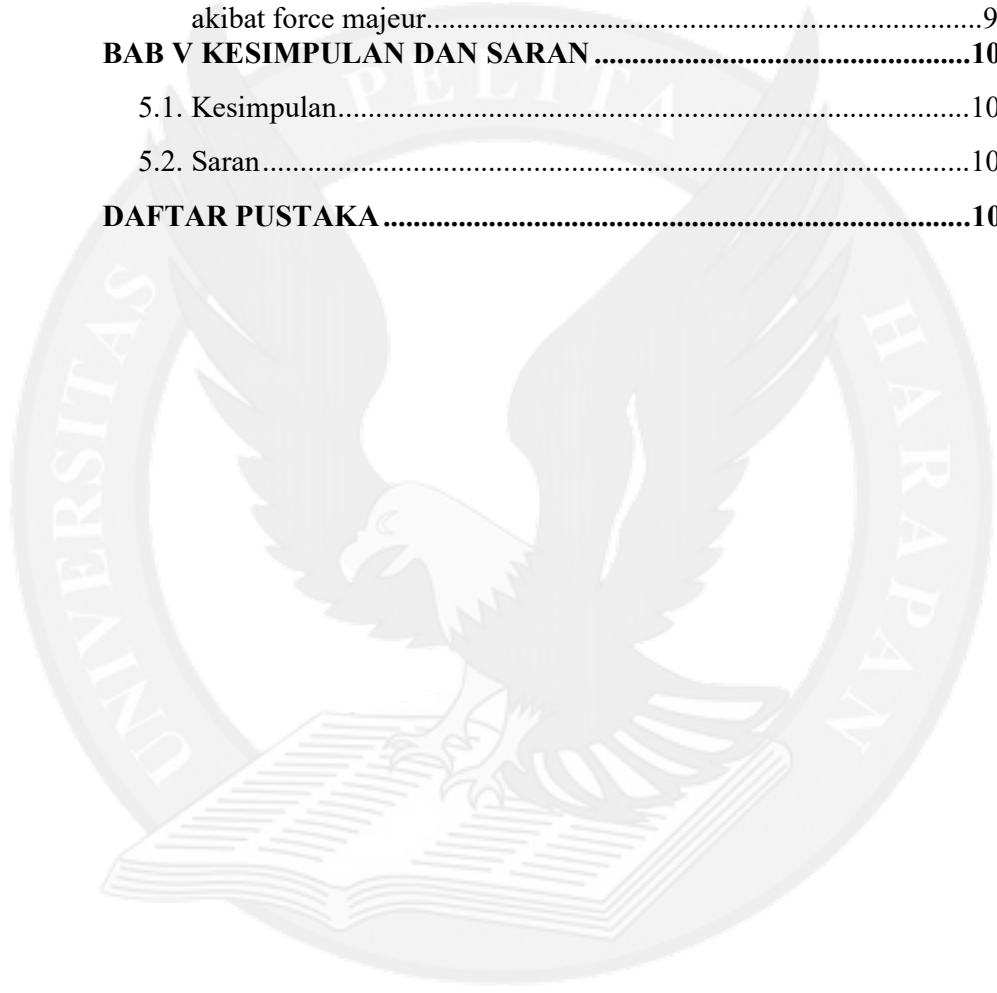 akibat force majeur..........................................................................9
BAB V KESIMPULAN DAN SARAN ..................................................10
5.1. Kesimpulan....................................................................................10
5.2. Saran..............................................................................................10
DAFTAR PUSTAKA ..............................................................................10
UNIVERSITAS PELITA HARAPAN